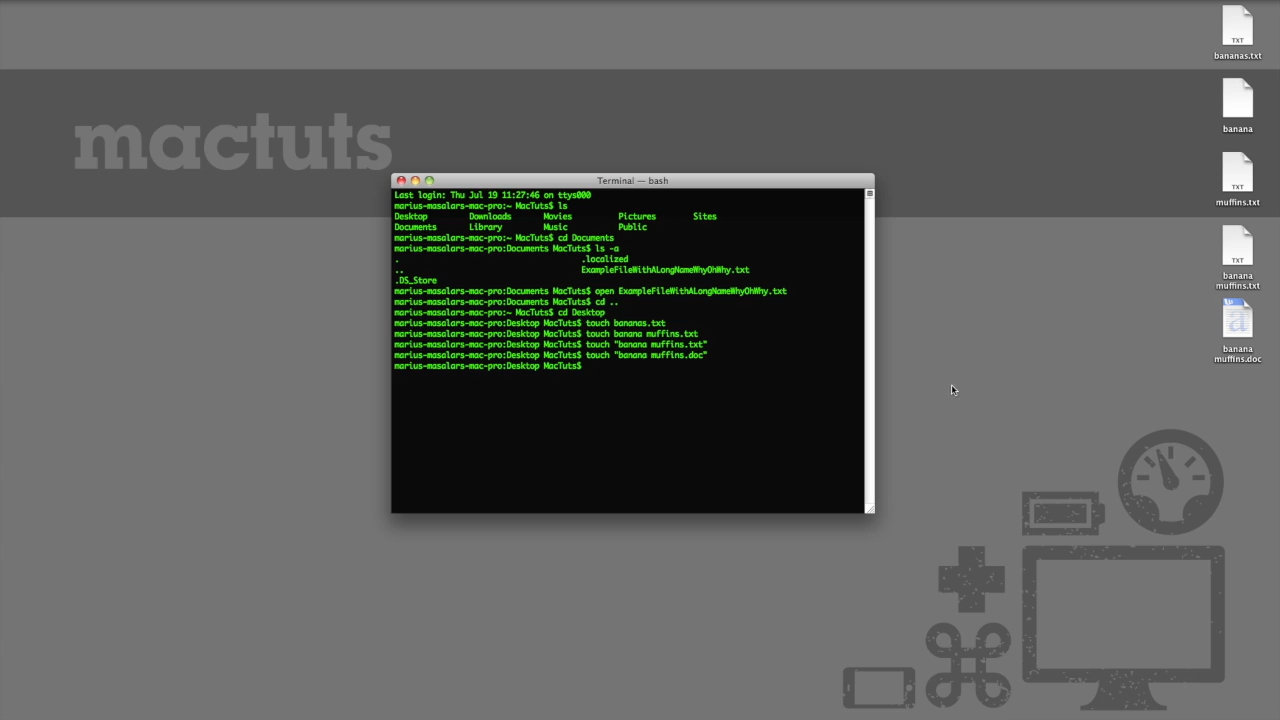 mactuts
Terminal — bash
Last login: Thu Jul 19 11:27:46 on ttys000
marius-masalars-mac-pro:~ MacTuts$ ls
Desktop Downloads Movies Pictures Sites
Documents Library Music Public
marius-masalars-mac-pro:~ MacTuts$ cd Documents
marius-masalars-mac-pro:Documents MacTuts$ ls -a
. .localized
.. ExampleFileWithALongNameWhyOhWhy.txt
.DS_Store
marius-masalars-mac-pro:Documents MacTuts$ open ExampleFileWithALongNameWhyOhWhy.txt
marius-masalars-mac-pro:Documents MacTuts$ cd ..
marius-masalars-mac-pro:~ MacTuts$ cd Desktop
marius-masalars-mac-pro:Desktop MacTuts$ touch bananas.txt
marius-masalars-mac-pro:Desktop MacTuts$ touch banana muffins.txt
marius-masalars-mac-pro:Desktop MacTuts$ touch "banana muffins.txt"
marius-masalars-mac-pro:Desktop MacTuts$ touch "banana muffins.doc"
marius-masalars-mac-pro:Desktop MacTuts$
TXT
bananas.txt
banana
TXT
muffins.txt
TXT
banana
muffins.txt
a
banana
muffins.doc